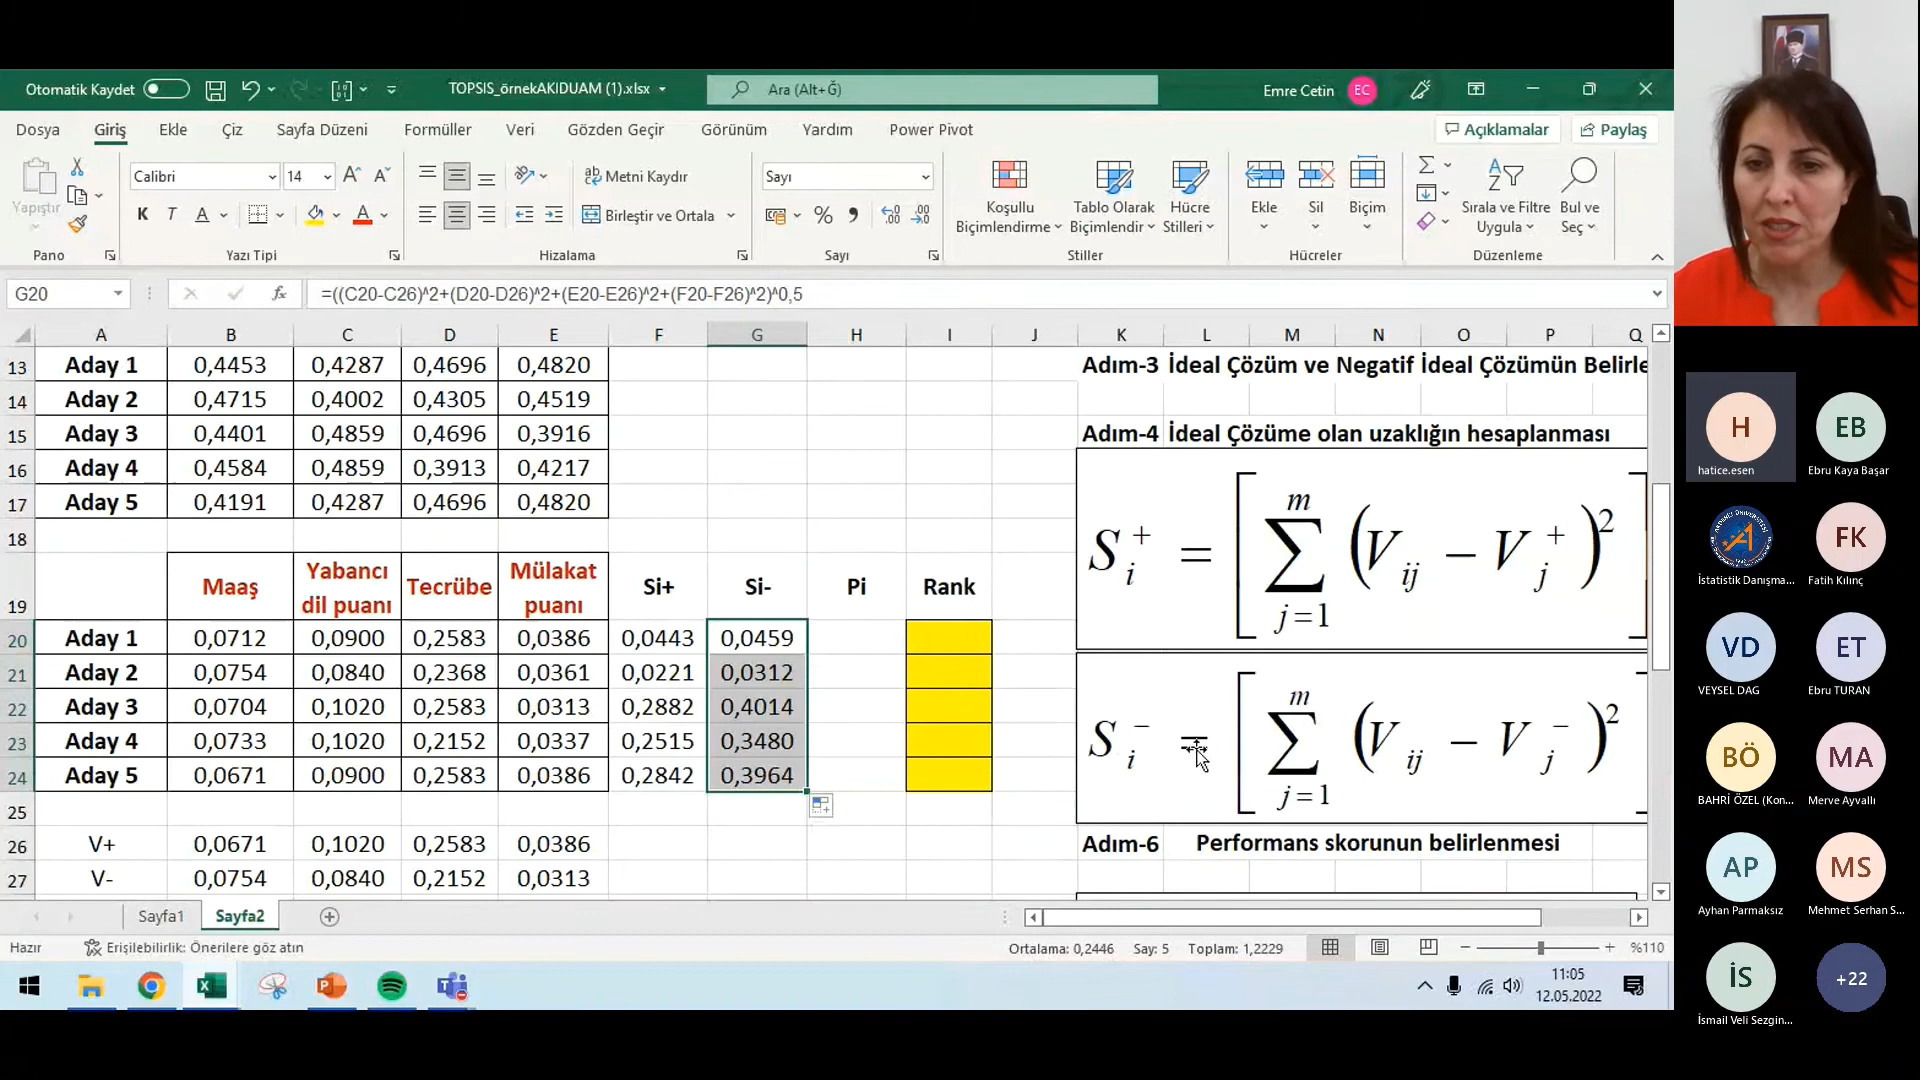 Otomatik Kaydet
TOPSIS_örnekAKIDUAM (1).xlsx
Ara (Alt+Ğ)
Emre Cetin
EC
Dosya Giriş Ekle Çiz Sayfa Düzeni Formüller Veri Gözden Geçir Görünüm Yardım Power Pivot
Açıklamalar
Paylaş
Yapıştır
Calibri 14
K T A
Metni Kaydır
Birleştir ve Ortala
Sayı
Koşullu Biçimlendirme
Tablo Olarak Biçimlendir
Hücre Stilleri
Ekle Sil Biçim
Sırala ve Filtre Uygula
Bul ve Seç
Pano Yazı Tipi Hizalama Sayı Stiller Hücreler Düzenleme
G20
fx
=((C20-C26)^2+(D20-D26)^2+(E20-E26)^2+(F20-F26)^2)^0,5
A B C D E F G H I J K L M N O P Q
13 Aday 1 0,4453 0,4287 0,4696 0,4820 Adım-3 İdeal Çözüm ve Negatif İdeal Çözümün Belirle
14 Aday 2 0,4715 0,4002 0,4305 0,4519
15 Aday 3 0,4401 0,4859 0,4696 0,3916 Adım-4 İdeal Çözüme olan uzaklığın hesaplanması
16 Aday 4 0,4584 0,4859 0,3913 0,4217
17 Aday 5 0,4191 0,4287 0,4696 0,4820
18
19 Maaş Yabancı dil puanı Tecrübe Mülakat puanı Si+ Si- Pi Rank
20 Aday 1 0,0712 0,0900 0,2583 0,0386 0,0443 0,0459
21 Aday 2 0,0754 0,0840 0,2368 0,0361 0,0221 0,0312
22 Aday 3 0,0704 0,1020 0,2583 0,0313 0,2882 0,4014
23 Aday 4 0,0733 0,1020 0,2152 0,0337 0,2515 0,3480
24 Aday 5 0,0671 0,0900 0,2583 0,0386 0,2842 0,3964
25
26 V+ 0,0671 0,1020 0,2583 0,0386 Adım-6 Performans skorunun belirlenmesi
27 V- 0,0754 0,0840 0,2152 0,0313
S i + = [ m ∑ j=1 (V ij − V j + )2 ]
S i − = [ m ∑ j=1 (V ij − V j − )2
Sayfa1 Sayfa2
Hazır
Erişilebilirlik: Önerilere göz atın
Ortalama: 0,2446 Say: 5 Toplam: 1,2229
%110
11:05
12.05.2022
H
hatice.esen
EB
Ebru Kaya Başar
İstatistik Danışma...
FK
Fatih Kılınç
VD
VEYSEL DAG
ET
Ebru TURAN
BÖ
BAHRİ ÖZEL (Kon...
MA
Merve Ayvallı
AP
Ayhan Parmaksız
MS
Mehmet Serhan S...
İS
İsmail Veli Sezgin...
+22